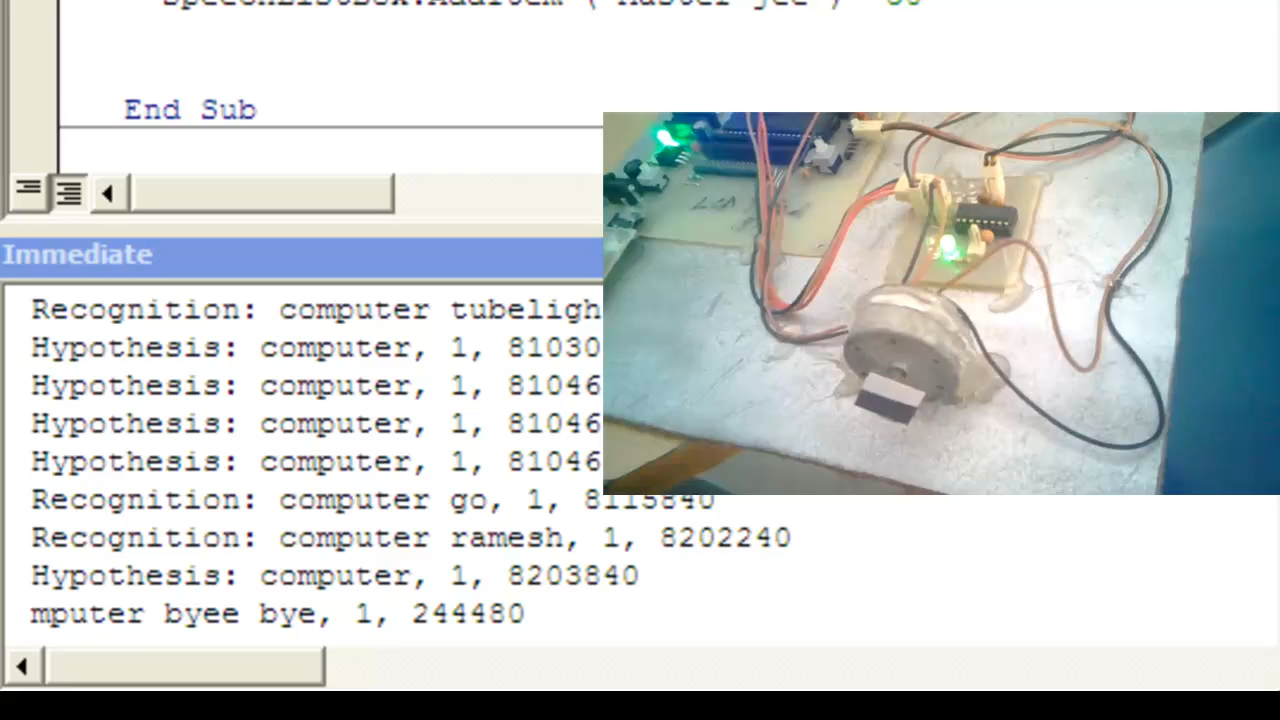 End Sub
Immediate
Recognition: computer tubeligh
Hypothesis: computer, 1, 81030
Hypothesis: computer, 1, 81046
Hypothesis: computer, 1, 81046
Hypothesis: computer, 1, 81046
Recognition: computer go, 1, 8115840
Recognition: computer ramesh, 1, 8202240
Hypothesis: computer, 1, 8203840
mputer byee bye, 1, 244480